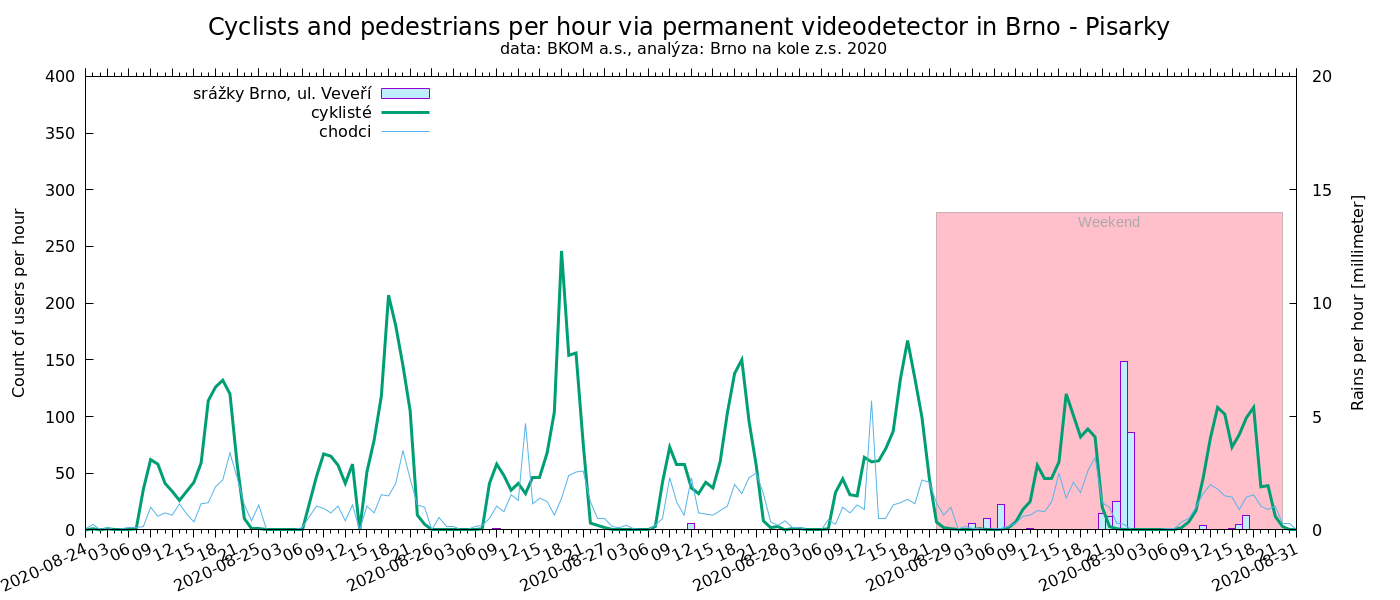 Cyclists and pedestrians per hour via permanent videodetector in Brno - Pisarky
data: BKOM a.s., analýza: Brno na kole z.s. 2020
srážky Brno, ul. Veveří
cyklisté
chodci
Weekend
Count of users per hour
400
350
300
250
200
150
100
50
0
Rains per hour [millimeter]
20
15
10
5
0
2020-08-24 03 06 09 12 15 18 21 2020-08-25 03 06 09 12 15 18 21 2020-08-26 03 06 09 12 15 18 21 2020-08-27 03 06 09 12 15 18 21 2020-08-28 03 06 09 12 15 18 21 2020-08-29 03 06 09 12 15 18 21 2020-08-30 03 06 09 12 15 18 21 2020-08-31